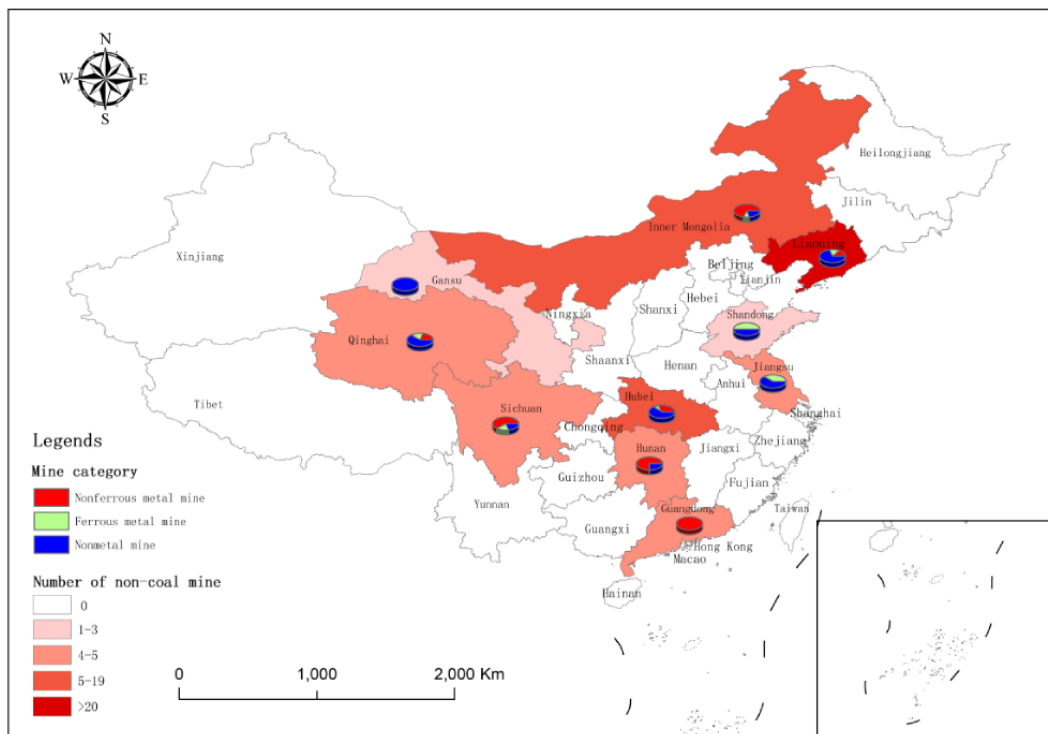 N
W E
S
Heilongjiang
Jilin
Inner Mongolia
Liaoning
Xinjiang
Beijing
Tianjin
Gansu
Hebei
Ningxia
Shanxi
Shandong
Qinghai
Shaanxi
Henan
Jiangsu
Anhui
Tibet
Sichuan
Hubei
Shanghai
Chongqing
Zhejiang
Hunan
Jiangxi
Guizhou
Fujian
Yunnan
Guangdong
Taiwan
Guangxi
Hong Kong
Macao
Hainan
Legends
Mine category
Nonferrous metal mine
Ferrous metal mine
Nonmetal mine
Number of non-coal mine
0
1-3
4-5
5-19
>20
0 1,000 2,000 Km